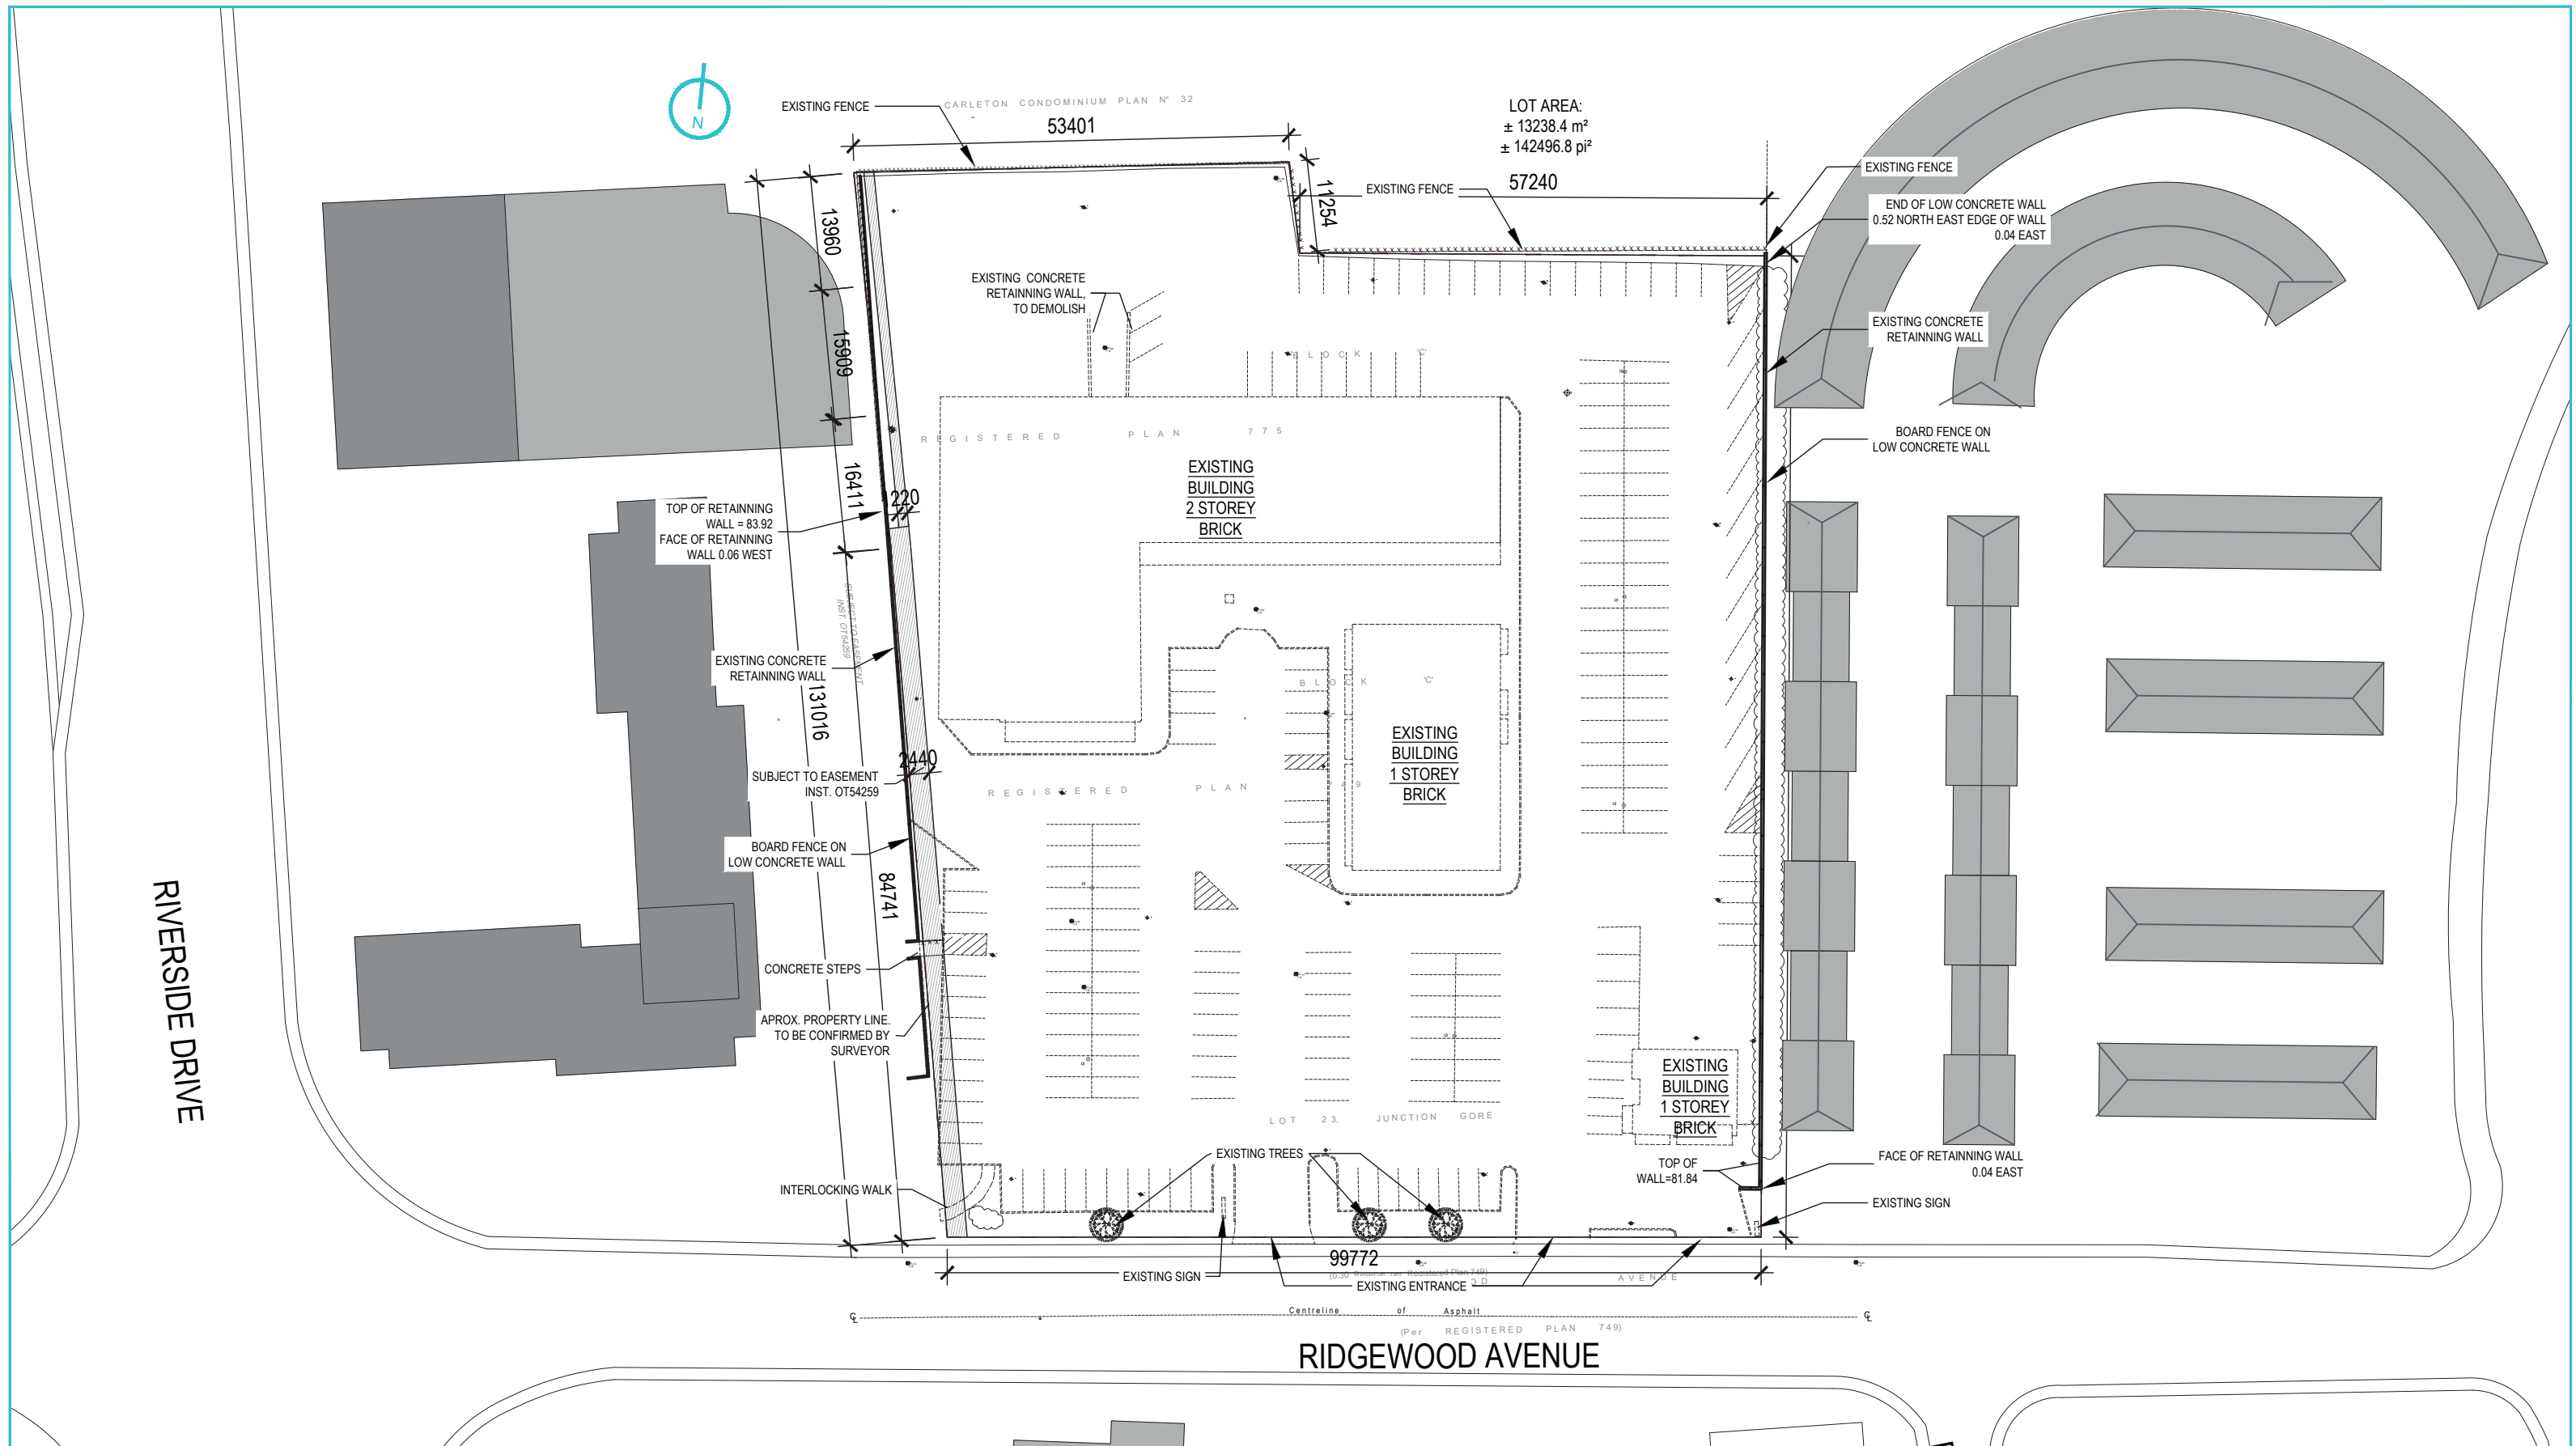 N
EXISTING FENCE
CARLETON CONDOMINIUM PLAN N° 32
53401
LOT AREA:
± 13238.4 m²
± 142496.8 pi²
EXISTING FENCE
57240
11254
EXISTING FENCE
END OF LOW CONCRETE WALL
0.52 NORTH EAST EDGE OF WALL
0.04 EAST
13960
EXISTING CONCRETE
RETAINNING WALL,
TO DEMOLISH
15909
EXISTING CONCRETE
RETAINNING WALL
BLOCK 'C'
REGISTERED PLAN 775
BOARD FENCE ON
LOW CONCRETE WALL
EXISTING
BUILDING
2 STOREY
BRICK
16411
220
TOP OF RETAINNING
WALL = 83.92
FACE OF RETAINNING
WALL 0.06 WEST
SUBJECT TO EASEMENT
INST. OT54259
EXISTING CONCRETE
RETAINNING WALL
131016
BLOCK 'C'
EXISTING
BUILDING
1 STOREY
BRICK
2440
SUBJECT TO EASEMENT
INST. OT54259
REGISTERED PLAN 749
BOARD FENCE ON
LOW CONCRETE WALL
84741
RIVERSIDE DRIVE
CONCRETE STEPS
APROX. PROPERTY LINE.
TO BE CONFIRMED BY
SURVEYOR
EXISTING
BUILDING
1 STOREY
BRICK
LOT 23, JUNCTION GORE
EXISTING TREES
TOP OF
WALL=81.84
FACE OF RETAINNING WALL
0.04 EAST
INTERLOCKING WALK
EXISTING SIGN
99772
EXISTING SIGN
EXISTING ENTRANCE
AVENUE
Centreline of Asphalt
(Per REGISTERED PLAN 749)
RIDGEWOOD AVENUE